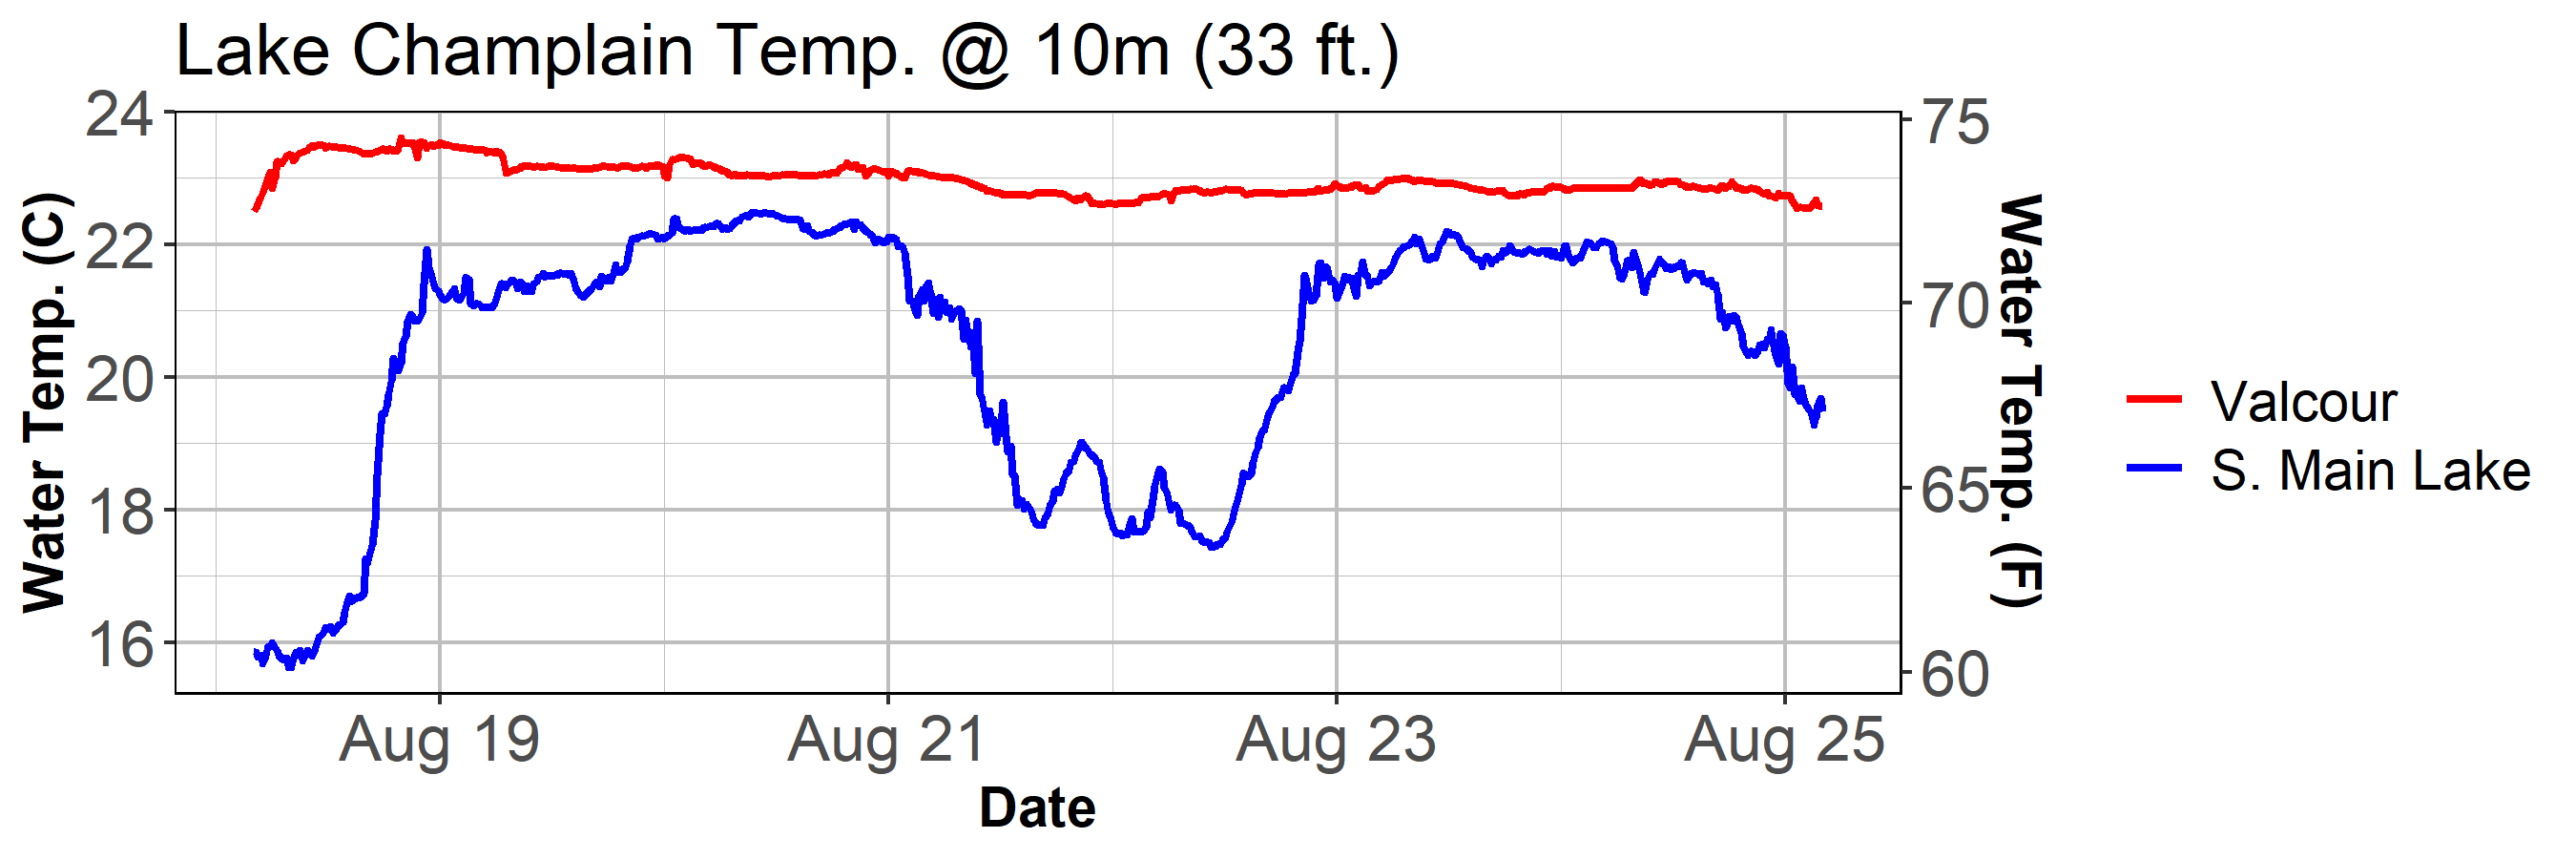 Lake Champlain Temp. @ 10m (33 ft.)
Water Temp. (C)
24
22
20
18
16
75
70
65
60
Water Temp. (F)
Aug 19
Aug 21
Aug 23
Aug 25
Date
Valcour
S. Main Lake